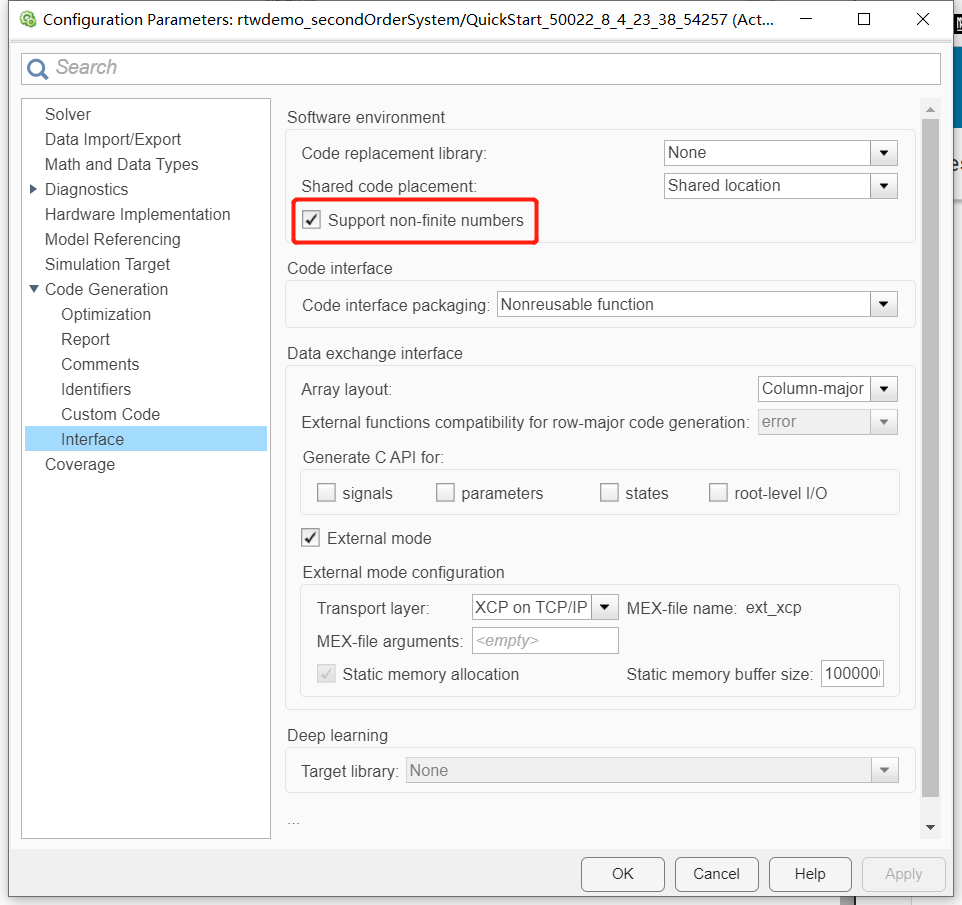 Configuration Parameters: rtwdemo_secondOrderSystem/QuickStart_50022_8_4_23_38_54257 (Act...
Search
Solver
Data Import/Export
Math and Data Types
Diagnostics
Hardware Implementation
Model Referencing
Simulation Target
Code Generation
Optimization
Report
Comments
Identifiers
Custom Code
Interface
Coverage
Software environment
Code replacement library: None
Shared code placement: Shared location
Support non-finite numbers
Code interface
Code interface packaging: Nonreusable function
Data exchange interface
Array layout: Column-major
External functions compatibility for row-major code generation: error
Generate C API for:
signals parameters states root-level I/O
External mode
External mode configuration
Transport layer: XCP on TCP/IP MEX-file name: ext_xcp
MEX-file arguments: <empty>
Static memory allocation Static memory buffer size: 100000
Deep learning
Target library: None
...
OK Cancel Help Apply